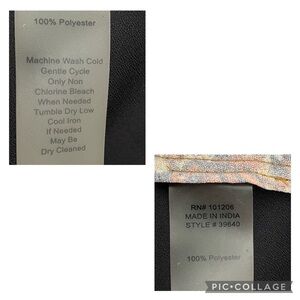 100% Polyester
Machine Wash Cold
Gentle Cycle
Only Non
Chlorine Bleach
When Needed
Tumble Dry Low
Cool Iron
If Needed
May Be
Dry Cleaned
RN# 101206
MADE IN INDIA
STYLE # 39640
100% Polyester
PIC•COLLAGE